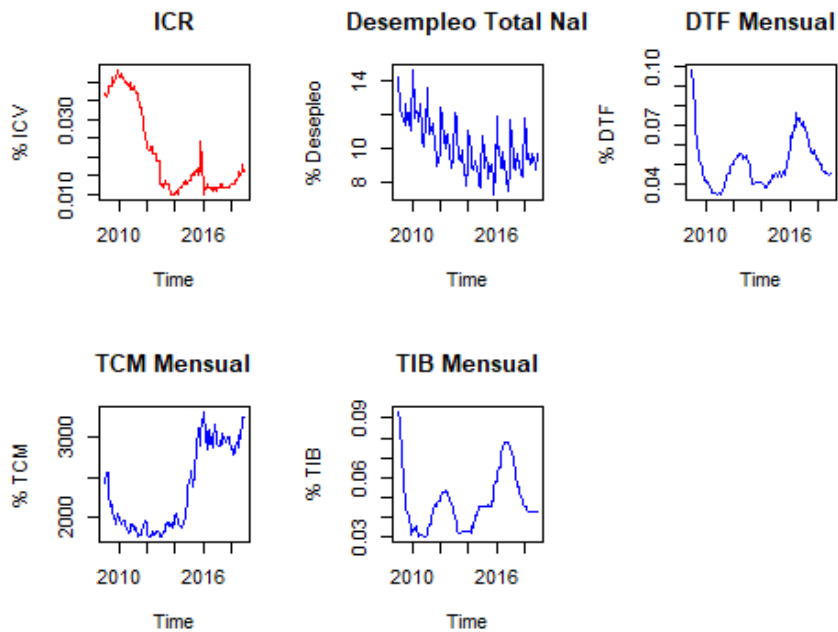 ICR
% ICV
0.010 0.030
2010 2016
Time
Desempleo Total Nal
% Desepleo
8 10 14
2010 2016
Time
DTF Mensual
% DTF
0.04 0.07 0.10
2010 2016
Time
TCM Mensual
% TCM
2000 3000
2010 2016
Time
TIB Mensual
% TIB
0.03 0.06 0.09
2010 2016
Time